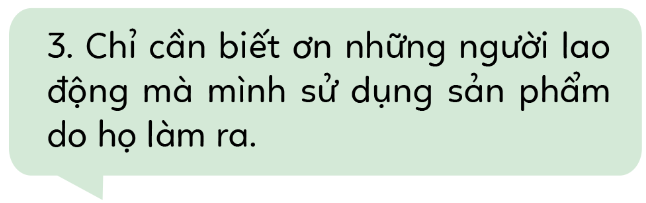 3. Chỉ cần biết ơn những người lao
động mà mình sử dụng sản phẩm
do họ làm ra.